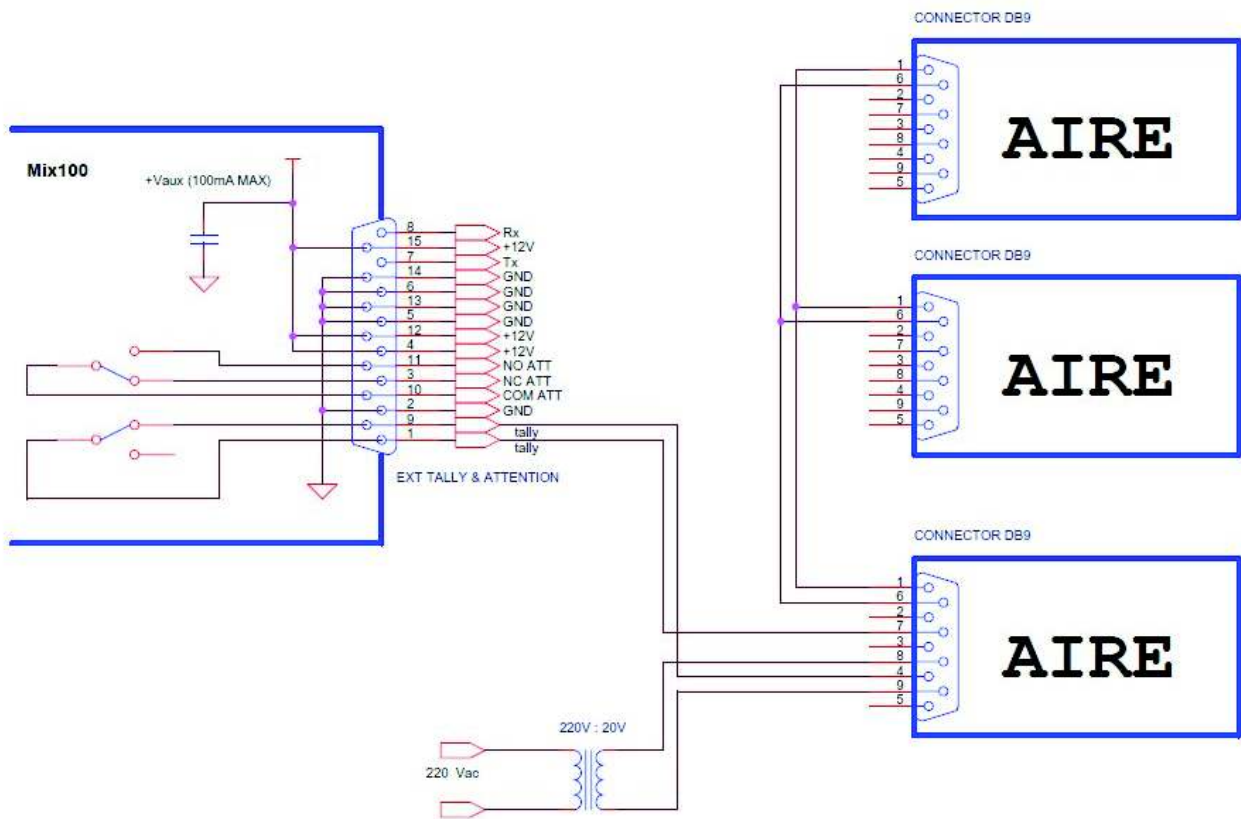 CONNECTOR DB9
1
6
2
7
3
8
4
9
5
AIRE
Mix100
+Vaux (100mA MAX)
8 Rx
15 +12V
7 Tx
14 GND
6 GND
13 GND
5 GND
12 +12V
4 +12V
11 NO ATT
3 NC ATT
10 COM ATT
2 GND
9 tally
1 tally
EXT TALLY & ATTENTION
CONNECTOR DB9
1
6
2
7
3
8
4
9
5
AIRE
CONNECTOR DB9
1
6
2
7
3
8
4
9
5
AIRE
220V : 20V
220 Vac